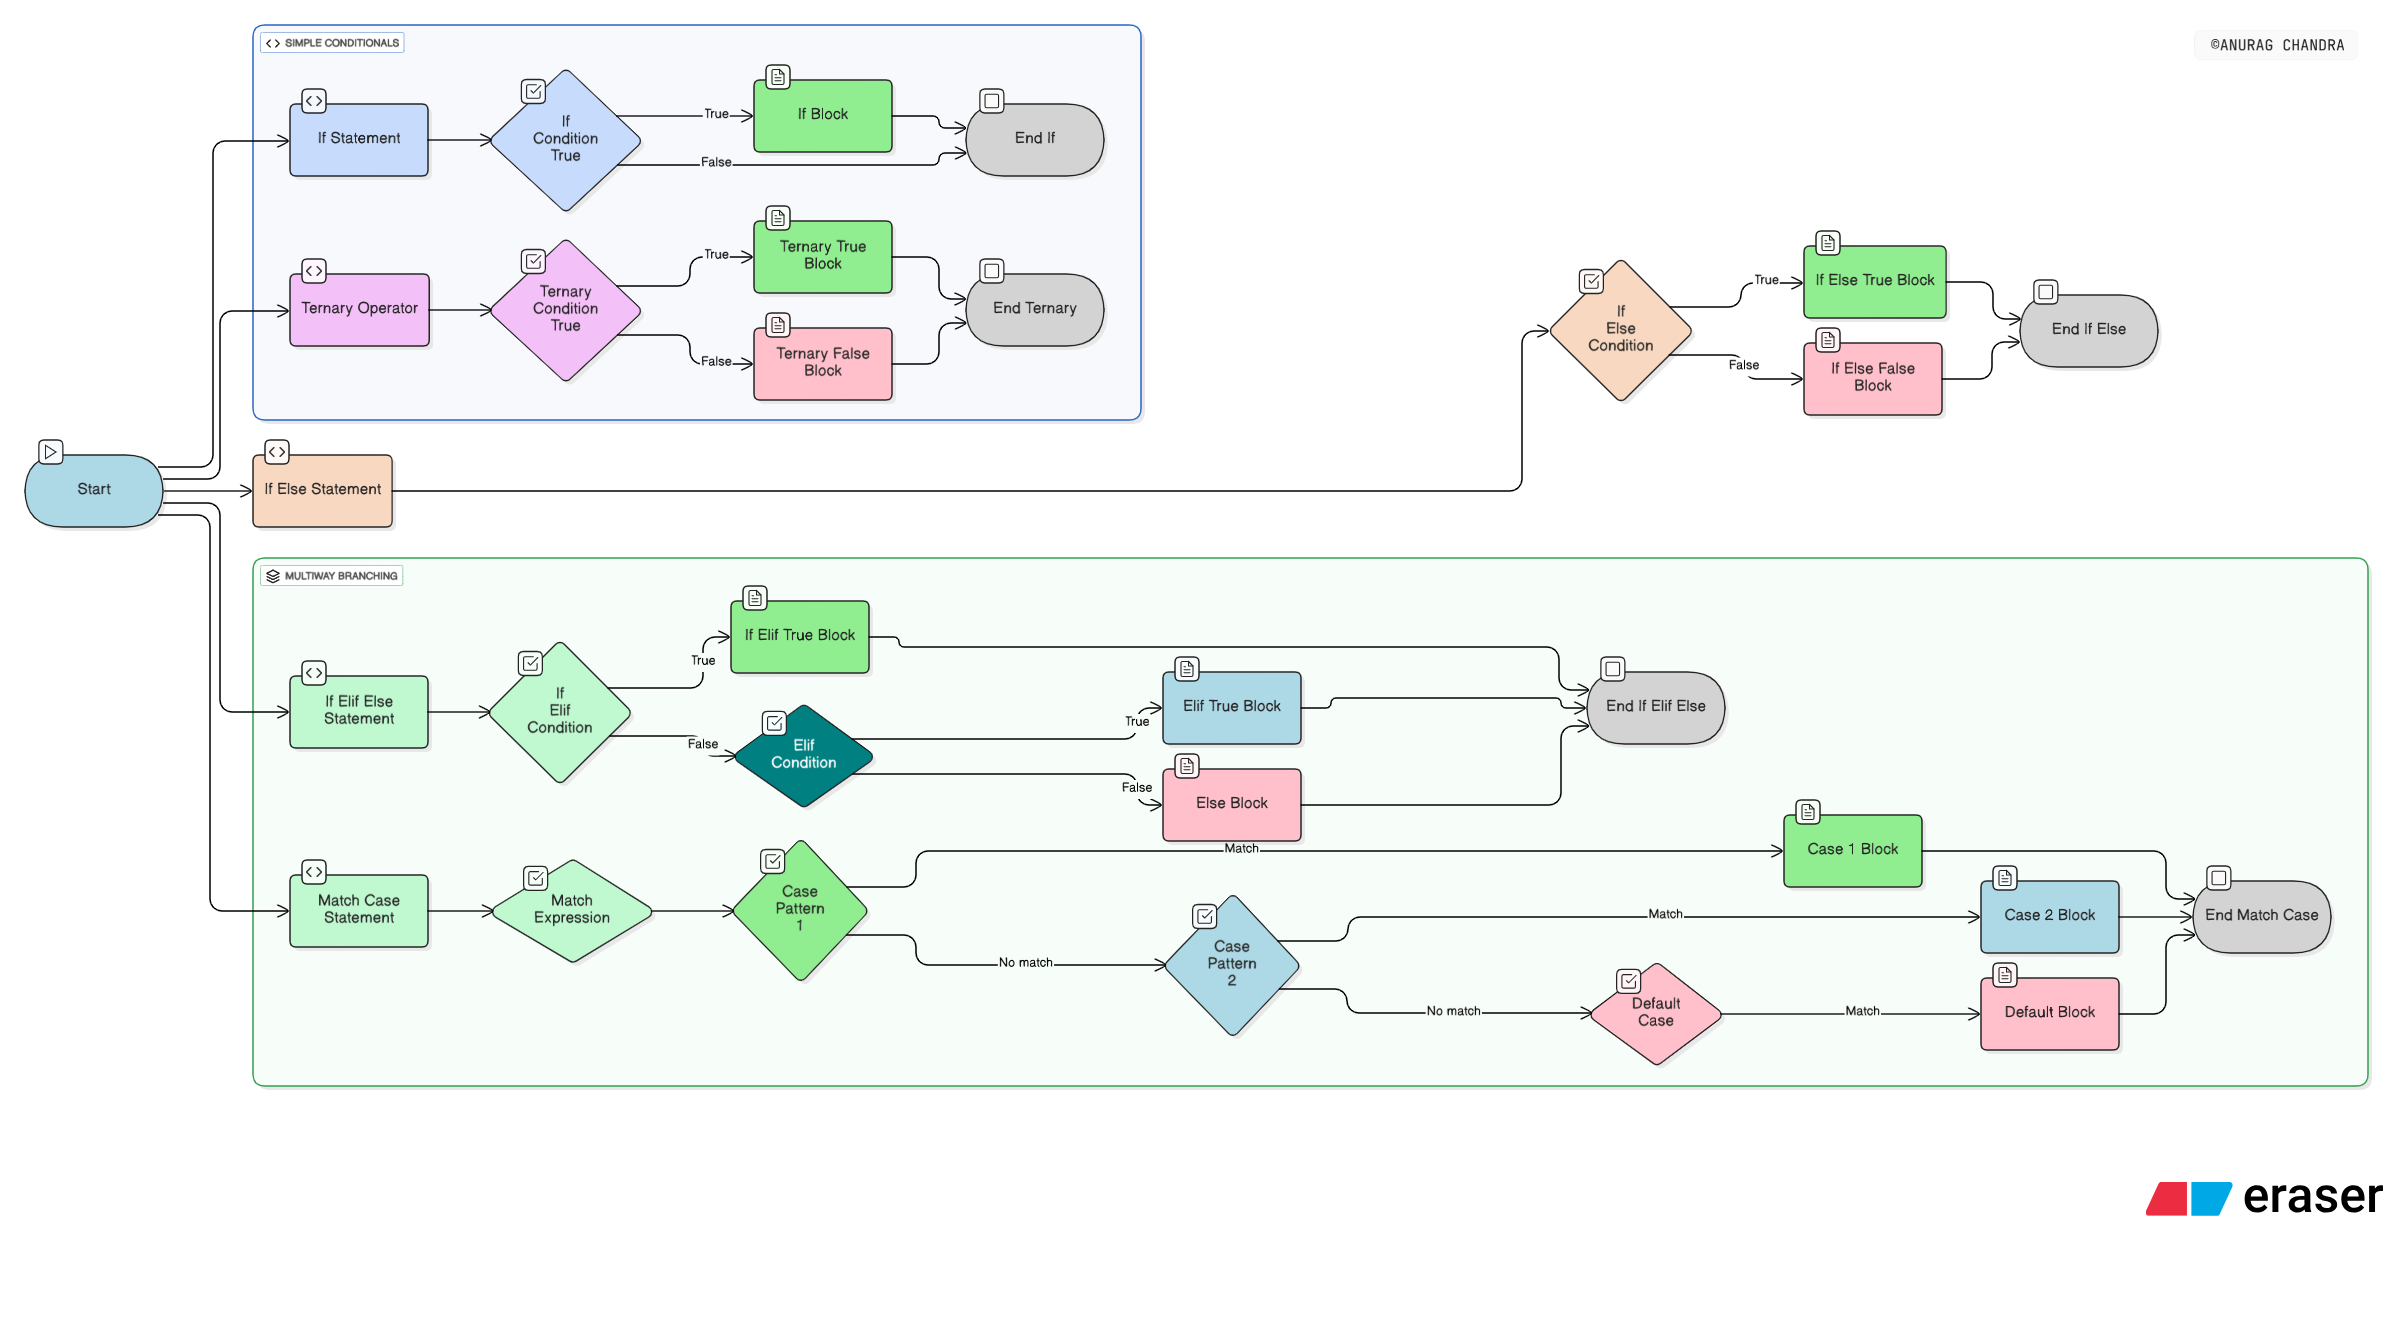 ©ANURAG CHANDRA
SIMPLE CONDITIONALS
If Statement
If
Condition
True
True
If Block
False
End If
Ternary Operator
Ternary
Condition
True
True
Ternary True
Block
False
Ternary False
Block
End Ternary
If
Else
Condition
True
If Else True Block
False
If Else False
Block
End If Else
Start
If Else Statement
MULTIWAY BRANCHING
If Elif Else
Statement
If
Elif
Condition
True
If Elif True Block
False
Elif
Condition
True
Elif True Block
False
Else Block
End If Elif Else
Match Case
Statement
Match
Expression
Case
Pattern
1
Match
Case 1 Block
No match
Case
Pattern
2
Match
Case 2 Block
No match
Default
Case
Match
Default Block
End Match Case
eraser